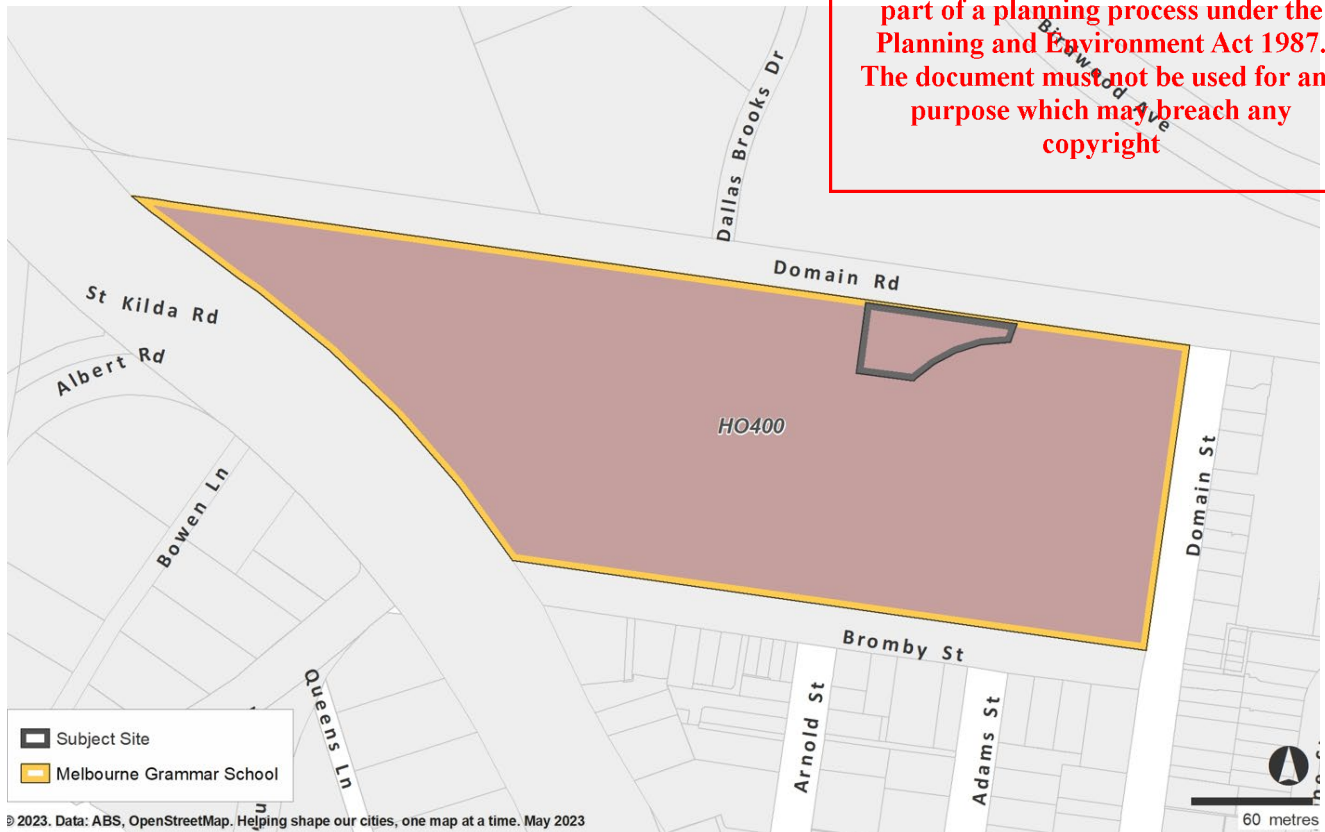 part of a planning process under the
Planning and Environment Act 1987.
The document must not be used for an
purpose which may breach any
copyright
Birdwood Ave
Dallas Brooks Dr
Domain Rd
St Kilda Rd
Albert Rd
HO400
Domain St
Bowen Ln
Bromby St
Queens Ln
Arnold St
Adams St
Subject Site
Melbourne Grammar School
60 metres
© 2023. Data: ABS, OpenStreetMap. Helping shape our cities, one map at a time. May 2023